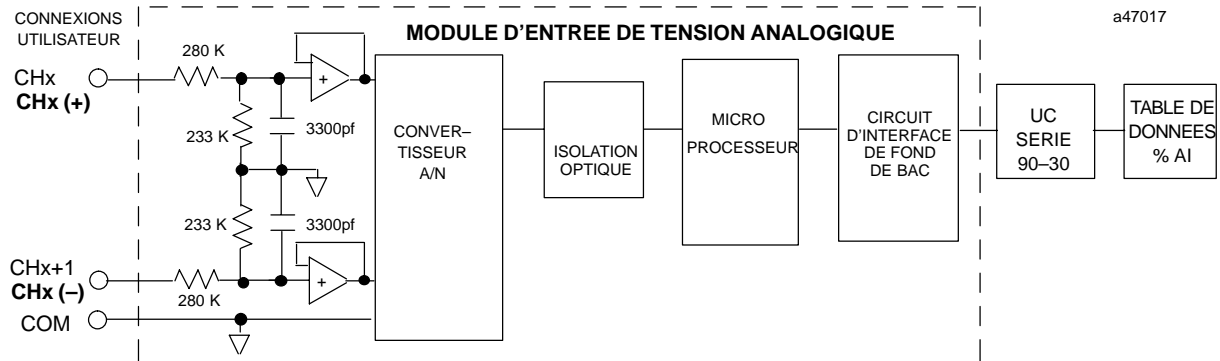 CONNEXIONS
UTILISATEUR
MODULE D'ENTREE DE TENSION ANALOGIQUE
a47017
280 K
CHx
CHx (+)
+
233 K
3300pf
CONVER–
TISSEUR
A/N
ISOLATION
OPTIQUE
MICRO
PROCESSEUR
CIRCUIT
D'INTERFACE
DE FOND
DE BAC
UC
SERIE
90–30
TABLE DE
DONNEES
% AI
233 K
3300pf
CHx+1
CHx (–)
280 K
+
COM